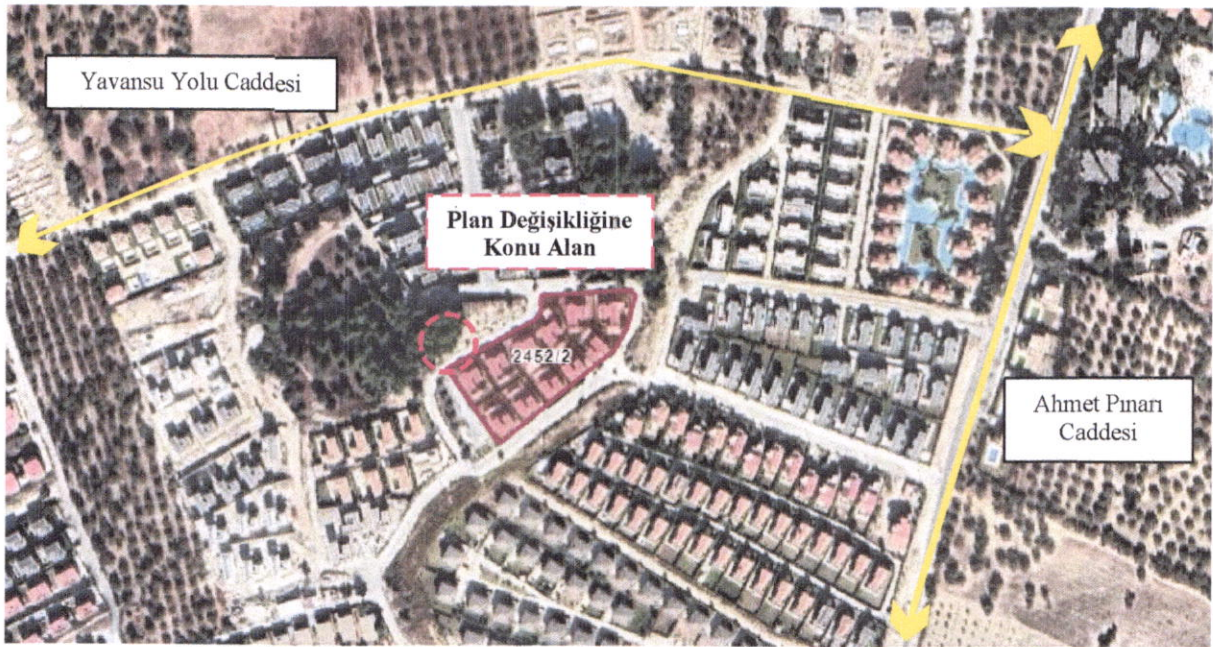 Yavansu Yolu Caddesi
Plan Değişikliğine
Konu Alan
2452/2
Ahmet Pınarı
Caddesi